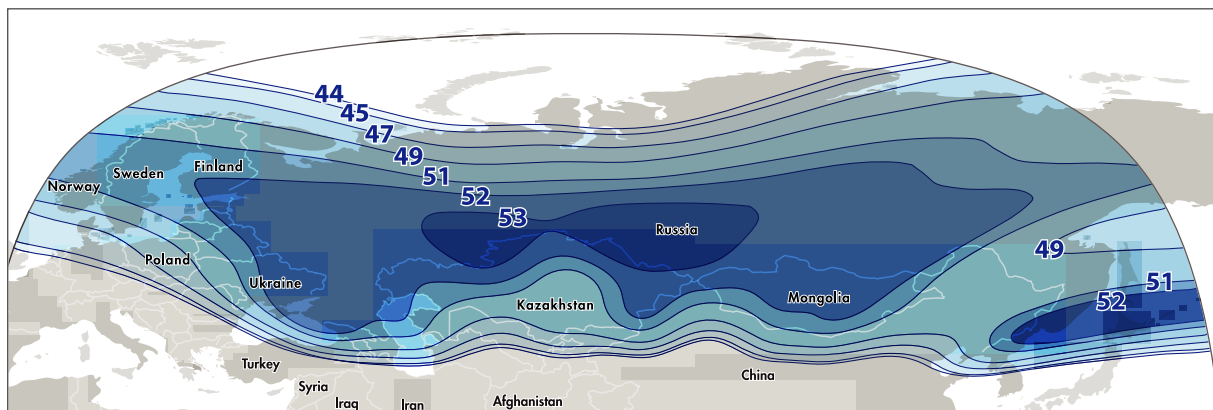 44
45
47
49
51
52
53
Norway
Sweden
Finland
Russia
49
51
52
Poland
Ukraine
Kazakhstan
Mongolia
Turkey
Syria
Iraq
Iran
Afghanistan
China